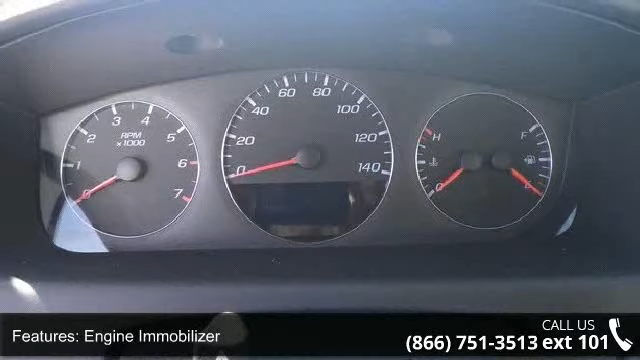 0 1 2 3 4 5 6 7
RPM
x1000
0 20 40 60 80 100 120 140
H
C
F
E
Features: Engine Immobilizer
CALL US
(866) 751-3513 ext 101